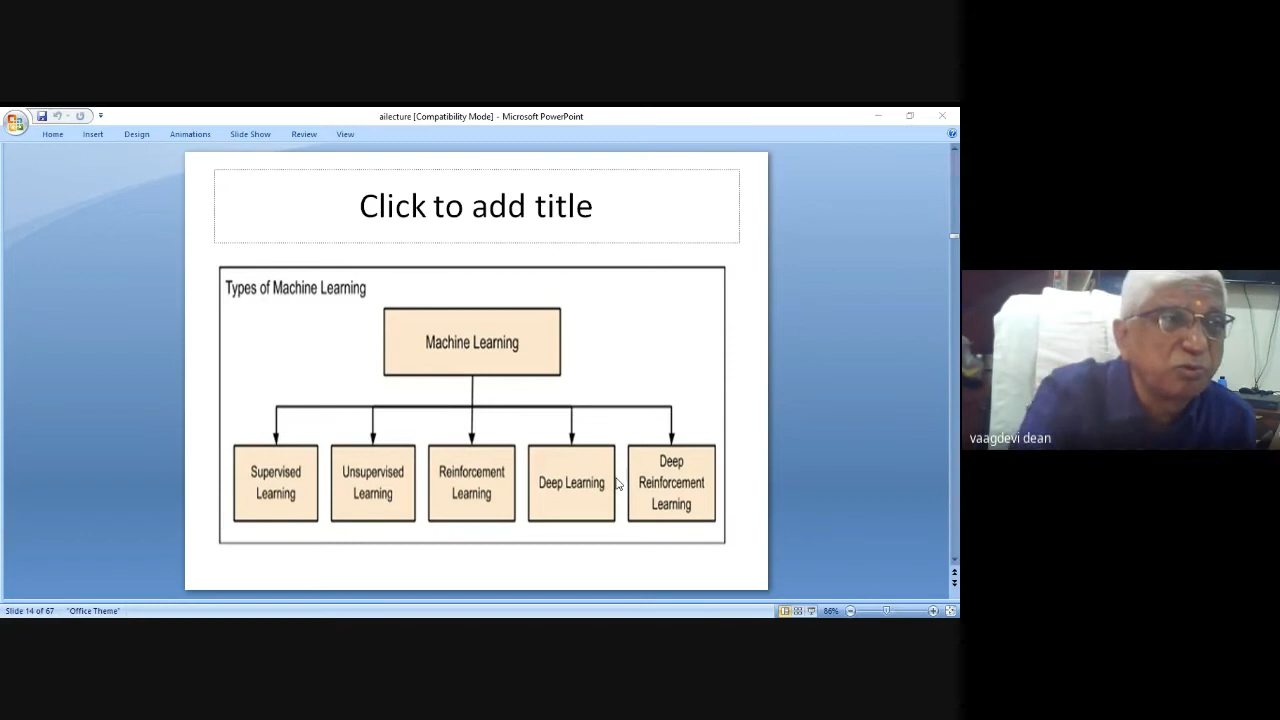 ailecture [Compatibility Mode] - Microsoft PowerPoint
Home Insert Design Animations Slide Show Review View
Click to add title
Types of Machine Learning
Machine Learning
Supervised
Learning
Unsupervised
Learning
Reinforcement
Learning
Deep Learning
Deep
Reinforcement
Learning
vaagdevi dean
Slide 14 of 67 "Office Theme" 86%